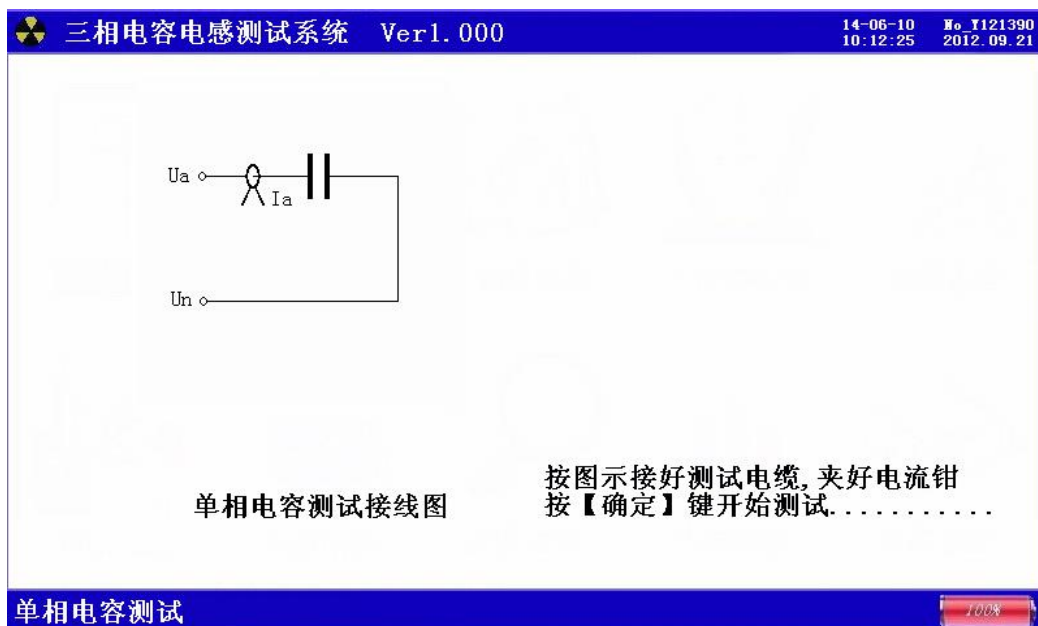 三相电容电感测试系统 Ver1.000
14-06-10 No_Y121390
10:12:25 2012.09.21
Ua
Ia
Un
单相电容测试接线图
按图示接好测试电缆,夹好电流钳
按【确定】键开始测试...........
单相电容测试
100%